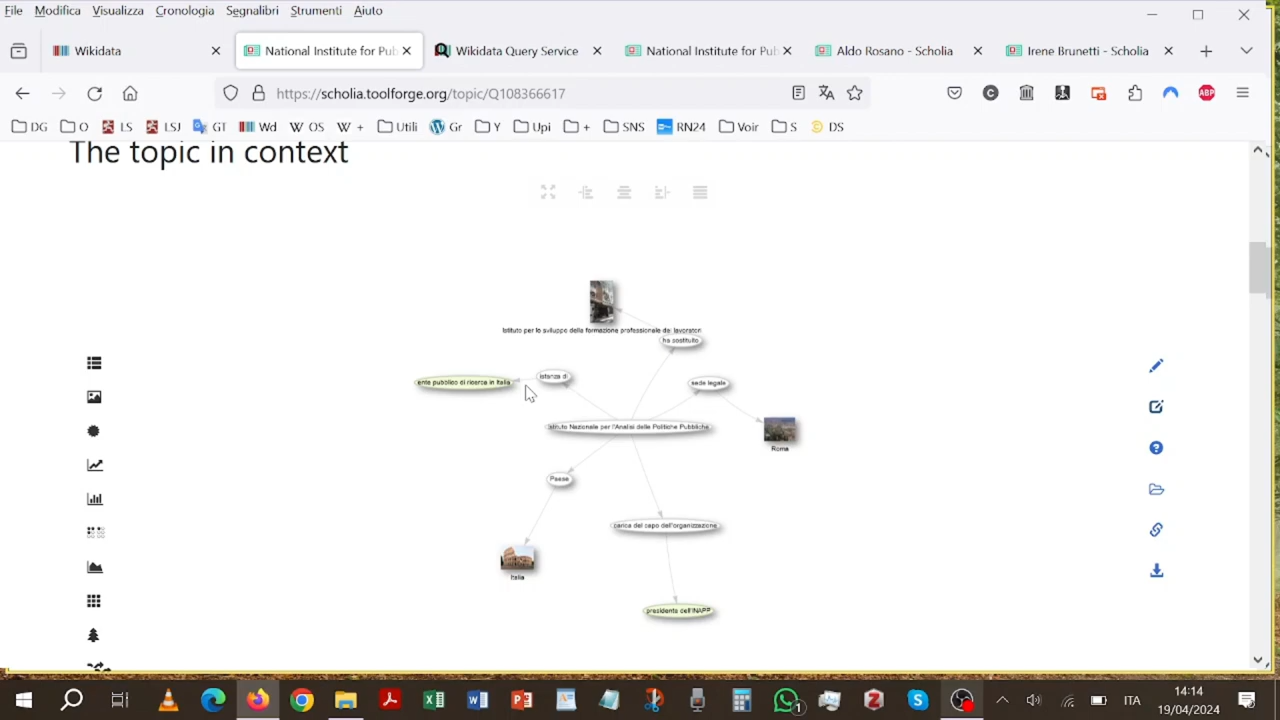 File Modifica Visualizza Cronologia Segnalibri Strumenti Aiuto
Wikidata
National Institute for Pub
Wikidata Query Service
National Institute for Pub
Aldo Rosano - Scholia
Irene Brunetti - Scholia
https://scholia.toolforge.org/topic/Q108366617
C
ABP
DG O LS LSJ GT Wd W OS W + Utili Gr Y Upi + SNS RN24 Voir S DS
The topic in context
Istituto per lo sviluppo della formazione professionale dei lavoratori
ha sostituito
ente pubblico di ricerca in Italia
istanza di
sede legale
Istituto Nazionale per l'Analisi delle Politiche Pubbliche
Roma
Paese
carica del capo dell'organizzazione
Italia
presidente dell'INAPP
1
ITA
14:14
19/04/2024